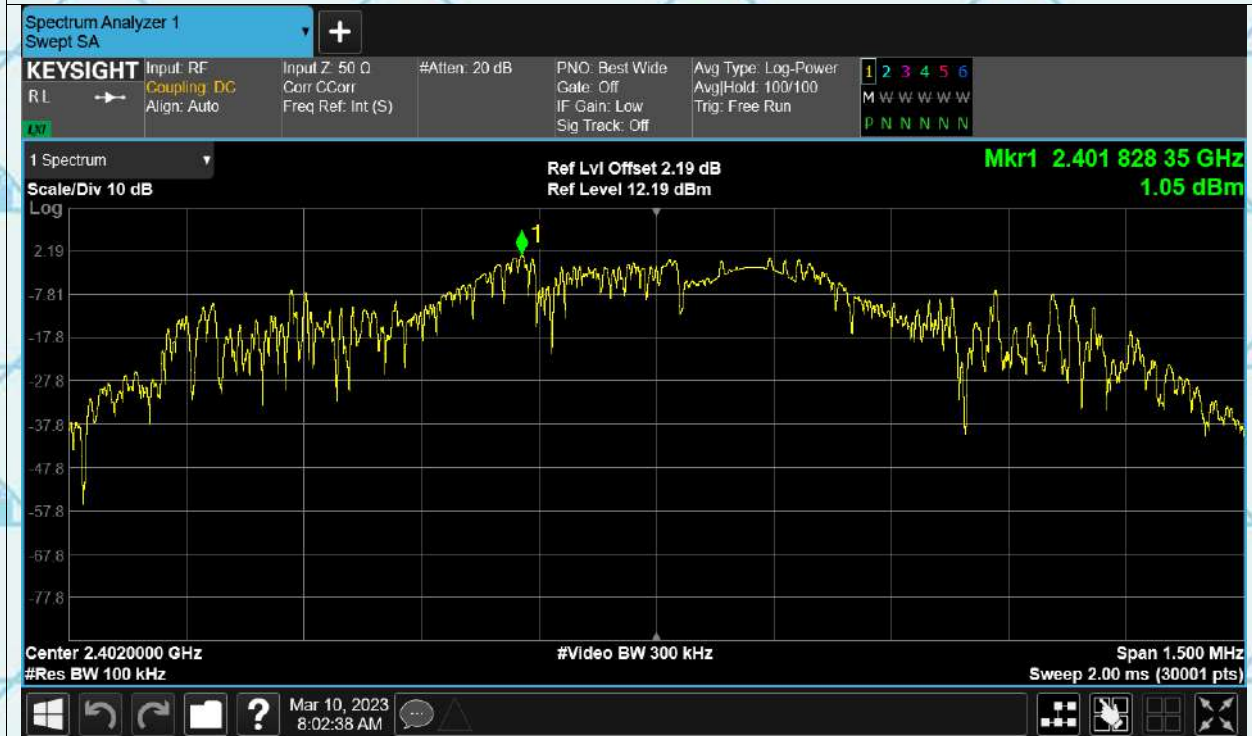 Spectrum Analyzer 1
Swept SA
+
KEYSIGHT
RL
LXI
Input: RF
Coupling: DC
Align: Auto
Input Z: 50 Ω
Corr CCorr
Freq Ref: Int (S)
#Atten: 20 dB
PNO: Best Wide
Gate: Off
IF Gain: Low
Sig Track: Off
Avg Type: Log-Power
Avg|Hold: 100/100
Trig: Free Run
1 2 3 4 5 6
M W W W W W
P N N N N N
1 Spectrum
Scale/Div 10 dB
Log
Ref Lvl Offset 2.19 dB
Ref Level 12.19 dBm
Mkr1 2.401 828 35 GHz
1.05 dBm
1
2.19
-7.81
-17.8
-27.8
-37.8
-47.8
-57.8
-67.8
-77.8
Center 2.4020000 GHz
#Res BW 100 kHz
#Video BW 300 kHz
Span 1.500 MHz
Sweep 2.00 ms (30001 pts)
?
Mar 10, 2023
8:02:38 AM